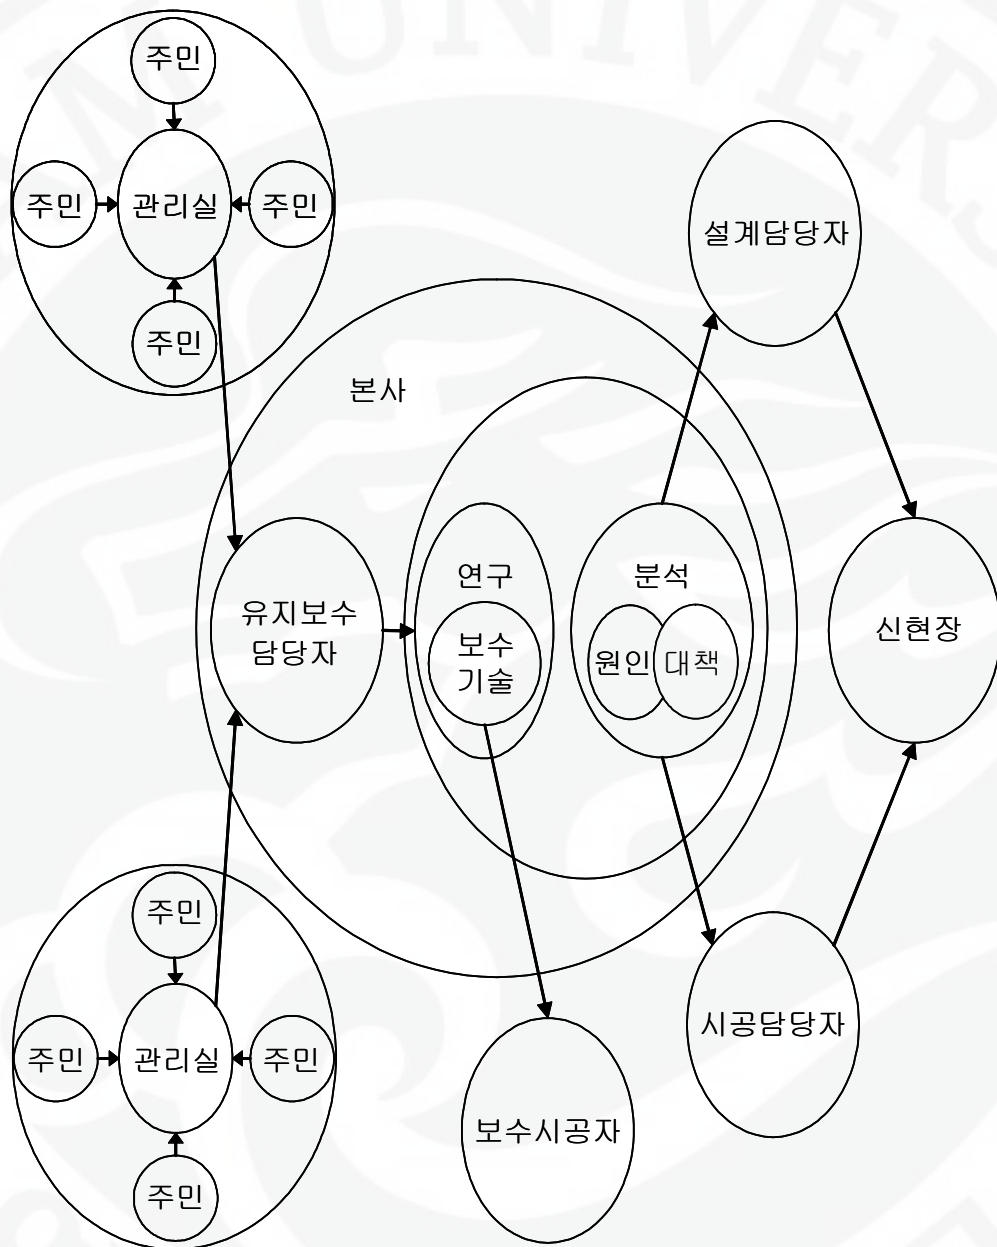 주민
주민
관리실
주민
주민
설계담당자
본사
연구
보수
기술
분석
원인
대책
유지보수
담당자
신현장
주민
주민
관리실
주민
주민
시공담당자
보수시공자
UNIVERS